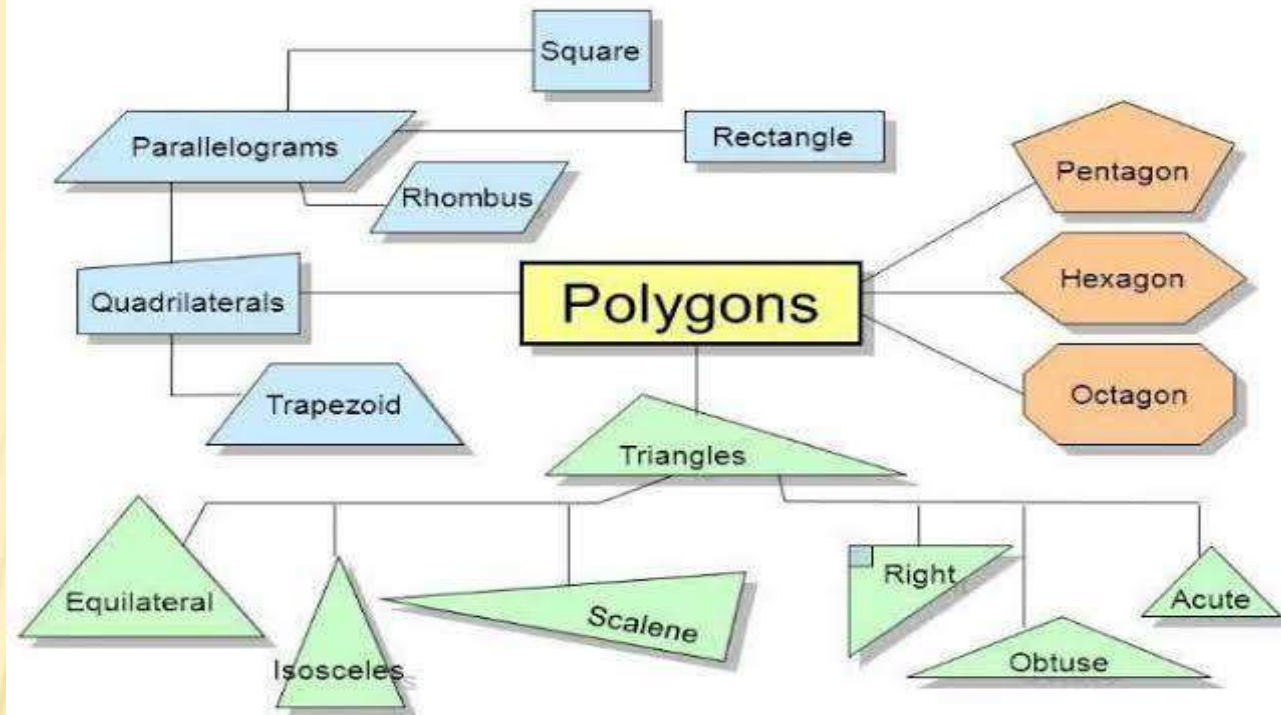 Square
Parallelograms
Rectangle
Rhombus
Pentagon
Quadrilaterals
Polygons
Hexagon
Trapezoid
Octagon
Triangles
Equilateral
Isosceles
Scalene
Right
Obtuse
Acute